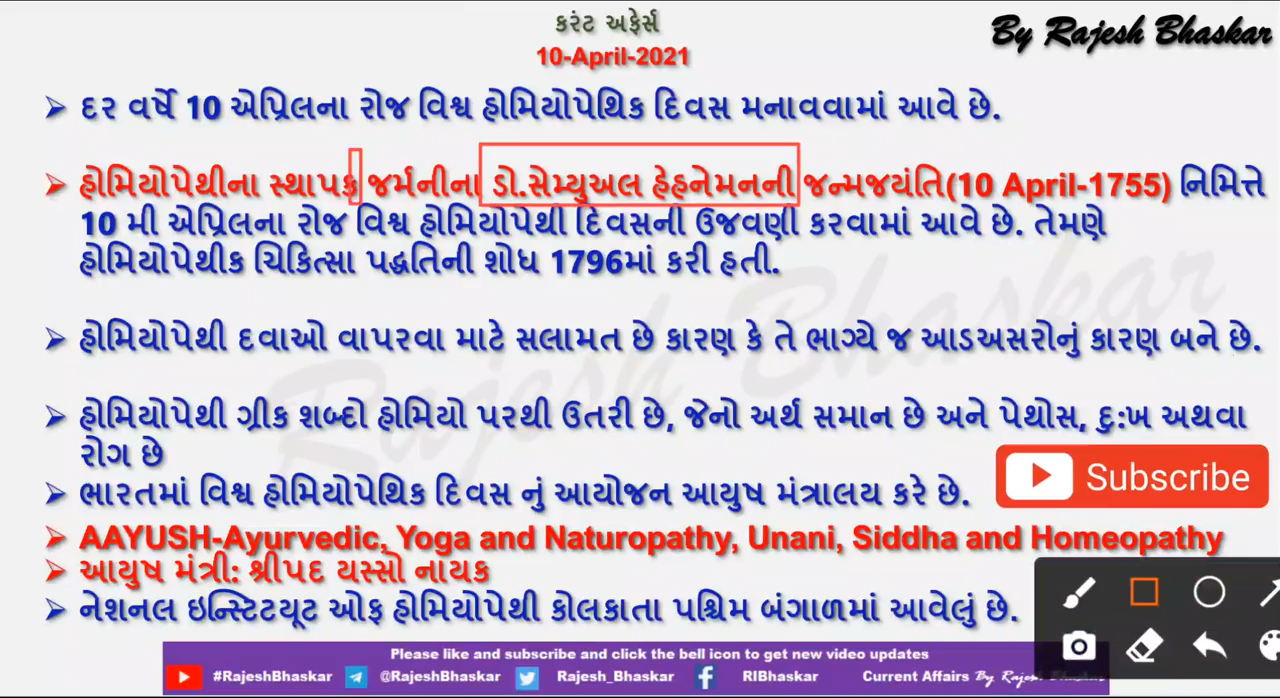 કરંટ અફેર્સ
10-April-2021
By Rajesh Bhaskar
➢ દર વર્ષે 10 એપ્રિલના રોજ વિશ્વ હોમિયોપેથિક દિવસ મનાવવામાં આવે છે.
➢ હોમિયોપેથીના સ્થાપક જર્મનીના ડો.સેમ્યુઅલ હેહનેમનની જન્મજયંતિ(10 April-1755) નિમિત્તે
10 મી એપ્રિલના રોજ વિશ્વ હોમિયોપેથી દિવસની ઉજવણી કરવામાં આવે છે. તેમણે
હોમિયોપેથીક ચિકિત્સા પદ્ધતિની શોધ 1796માં કરી હતી.
➢ હોમિયોપેથી દવાઓ વાપરવા માટે સલામત છે કારણ કે તે ભાગ્યે જ આડઅસરોનું કારણ બને છે.
➢ હોમિયોપેથી ગ્રીક શબ્દો હોમિયો પરથી ઉતરી છે, જેનો અર્થ સમાન છે અને પેથોસ, દુ:ખ અથવા
રોગ છે
➢ ભારતમાં વિશ્વ હોમિયોપેથિક દિવસ નું આયોજન આયુષ મંત્રાલય કરે છે.
Subscribe
➢ AAYUSH-Ayurvedic, Yoga and Naturopathy, Unani, Siddha and Homeopathy
➢ આયુષ મંત્રી: શ્રીપદ યસ્સો નાયક
➢ નેશનલ ઇન્સ્ટિટયૂટ ઓફ હોમિયોપેથી કોલકાતા પશ્ચિમ બંગાળમાં આવેલું છે.
Rajesh Bhaskar
Please like and subscribe and click the bell icon to get new video updates
#RajeshBhaskar @RajeshBhaskar Rajesh_Bhaskar RIBhaskar Current Affairs By Rajesh Bhaskar